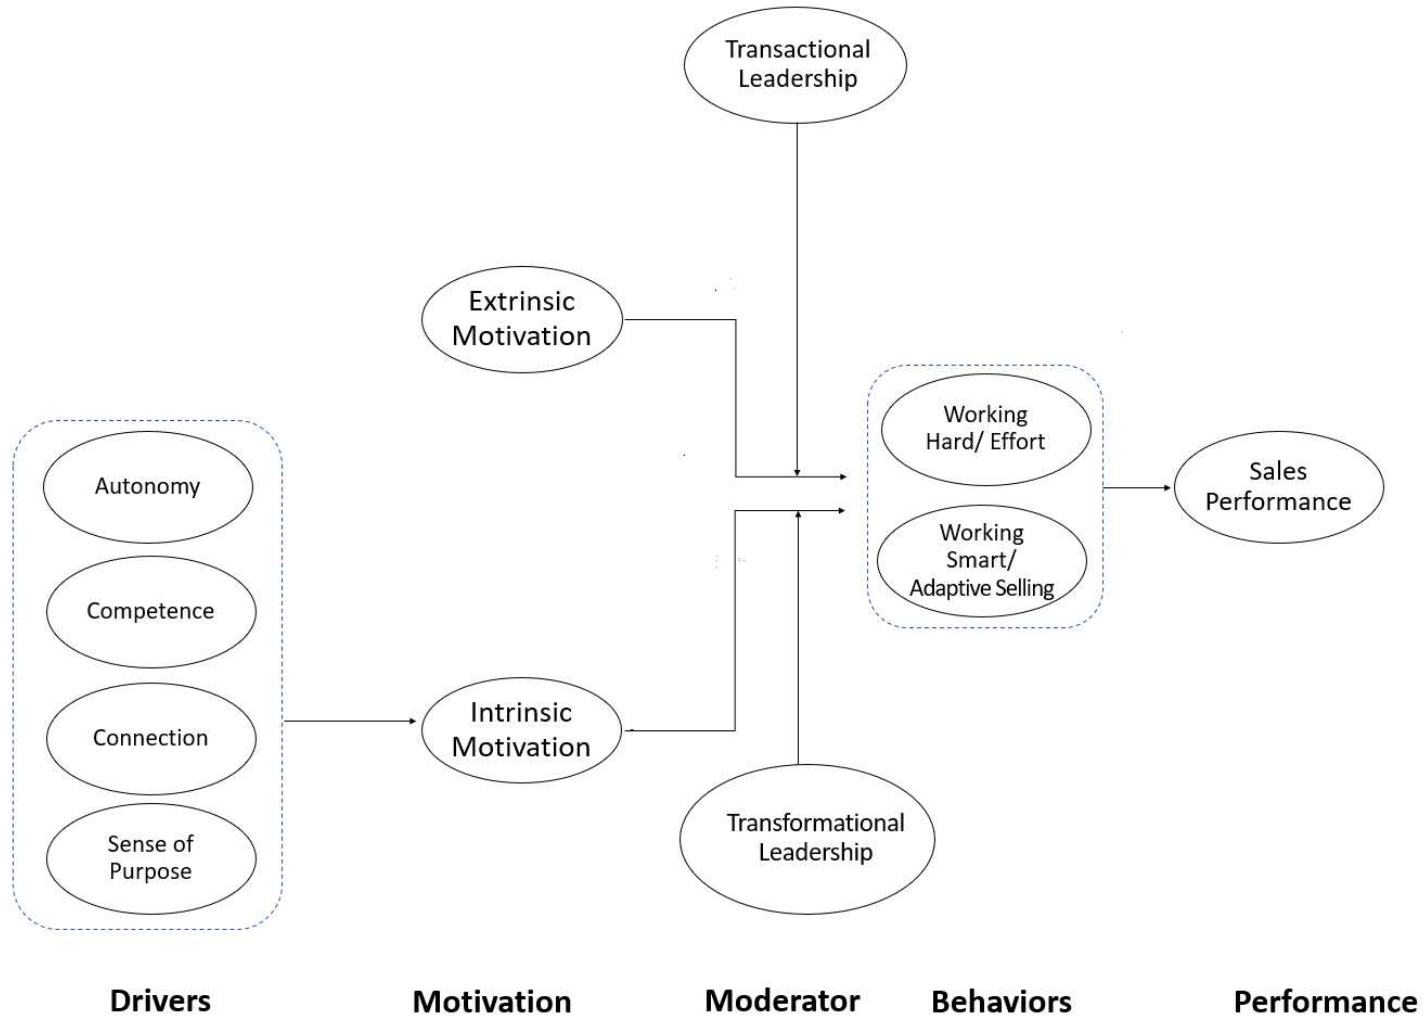 Transactional
Leadership
Extrinsic
Motivation
Working
Hard/ Effort
Sales
Performance
Autonomy
Working
Smart/
Adaptive Selling
Competence
Connection
Intrinsic
Motivation
Sense of
Purpose
Transformational
Leadership
Drivers
Motivation
Moderator
Behaviors
Performance